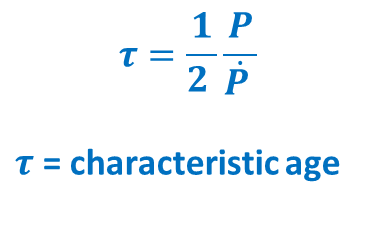 τ = 1/2 P/Ṗ
τ = characteristic age